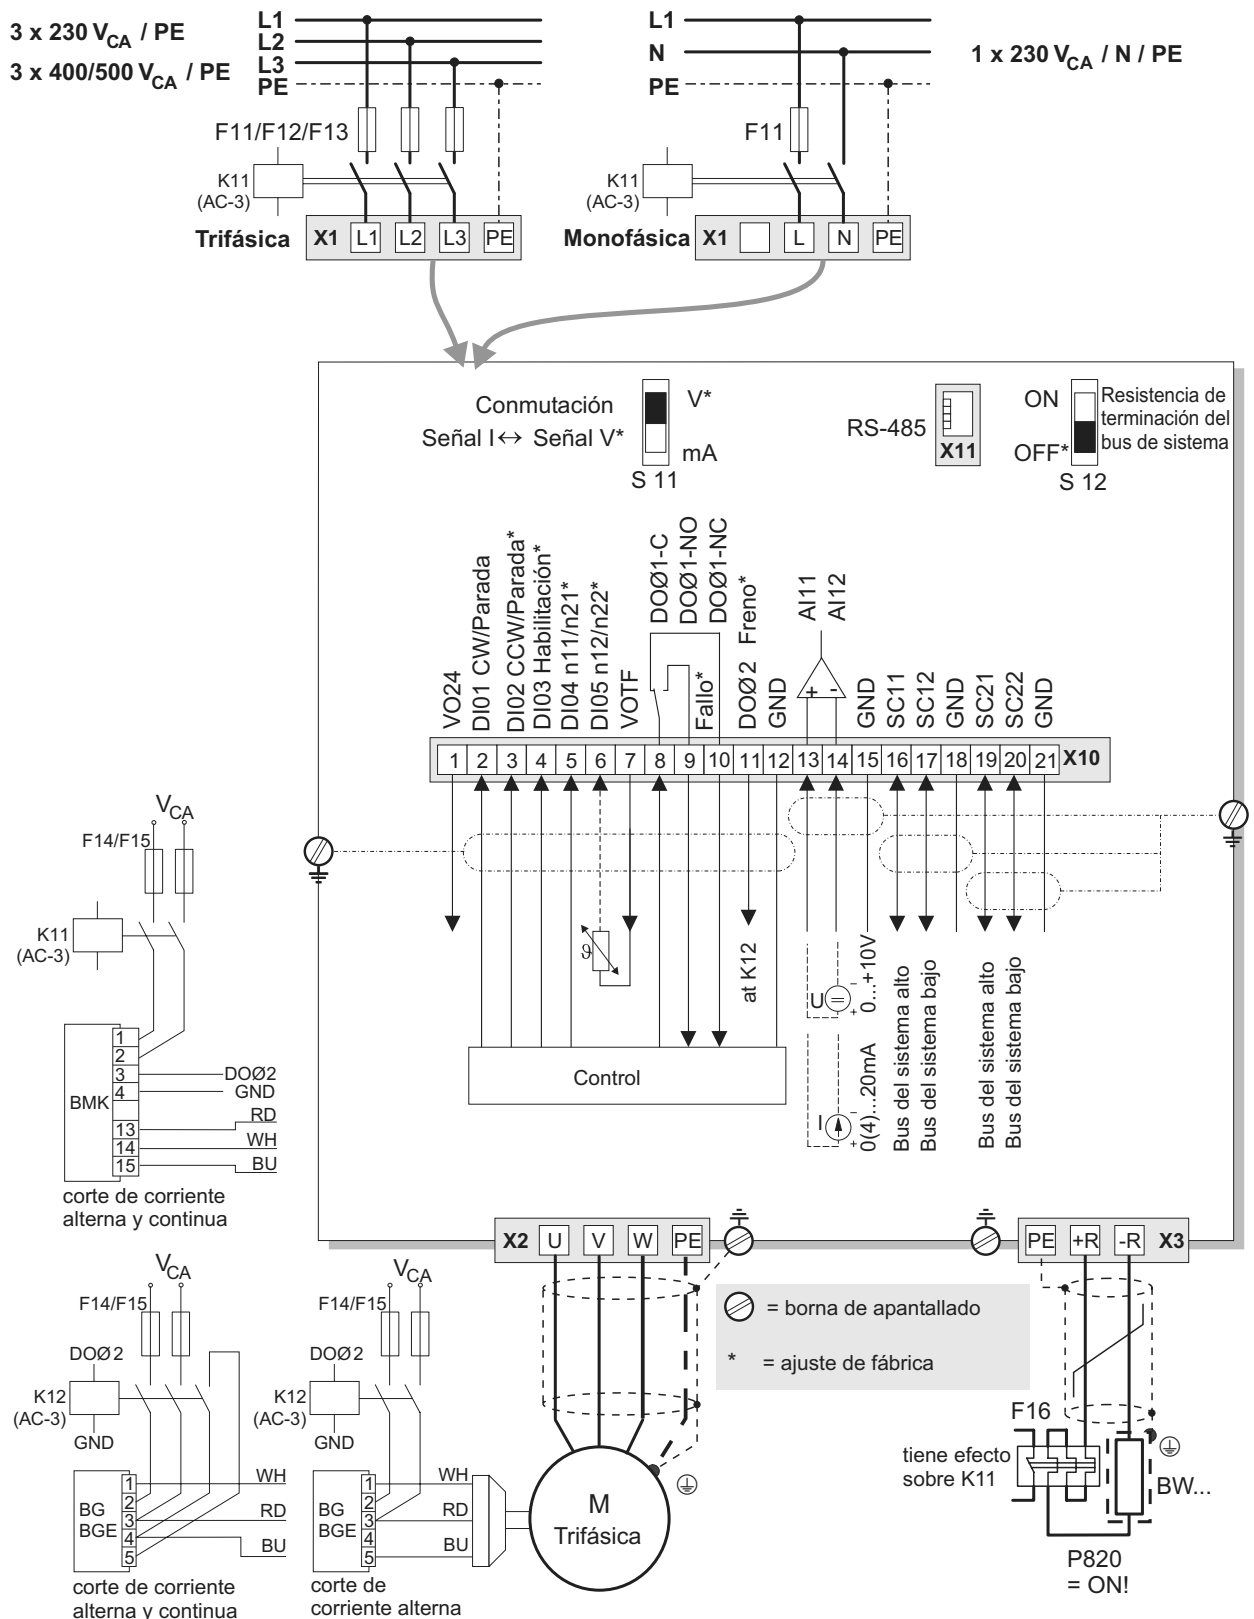 3 x 230 VCA / PE
3 x 400/500 VCA / PE
L1
L2
L3
PE
F11/F12/F13
K11
(AC-3)
Trifásica
X1 L1 L2 L3 PE
L1
N
PE
1 x 230 VCA / N / PE
F11
K11
(AC-3)
Monofásica
X1 L N PE
Conmutación
Señal I↔ Señal V*
V*
mA
S 11
RS-485
X11
ON
OFF*
S 12
Resistencia de
terminación del
bus de sistema
VO24
DI01 CW/Parada
DI02 CCW/Parada*
DI03 Habilitación*
DI04 n11/n21*
DI05 n12/n22*
VOTF
DOØ1-C
DOØ1-NO
DOØ1-NC
Fallo*
DOØ2 Freno*
GND
AI11
AI12
+ -
GND
SC11
SC12
GND
SC21
SC22
GND
1 2 3 4 5 6 7 8 9 10 11 12 13 14 15 16 17 18 19 20 21 X10
ϑ
at K12
U = - + 0...+10V
I - + 0(4)...20mA
Bus del sistema alto
Bus del sistema bajo
Bus del sistema alto
Bus del sistema bajo
Control
VCA
F14/F15
K11
(AC-3)
BMK
1
2
3
4
13
14
15
DOØ2
GND
RD
WH
BU
corte de corriente
alterna y continua
X2 U V W PE
PE +R -R X3
= borna de apantallado
* = ajuste de fábrica
VCA
F14/F15
DOØ2
K12
(AC-3)
GND
BG
BGE
1
2
3
4
5
WH
RD
BU
corte de corriente
alterna y continua
VCA
F14/F15
DOØ2
K12
(AC-3)
GND
BG
BGE
1
2
3
4
5
WH
RD
BU
corte de
corriente alterna
M
Trifásica
F16
tiene efecto
sobre K11
BW...
P820
= ON!